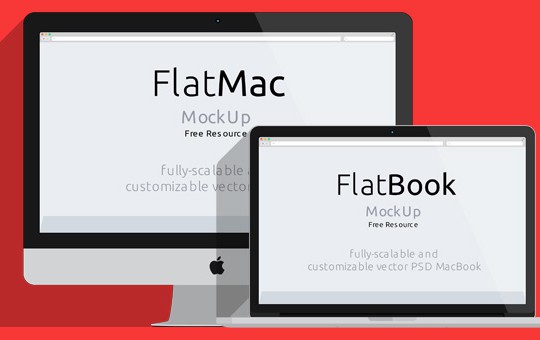 FlatMac
MockUp
Free Resource
fully-scalable a
customizable vector
FlatBook
MockUp
Free Resource
fully-scalable and
customizable vector PSD MacBook